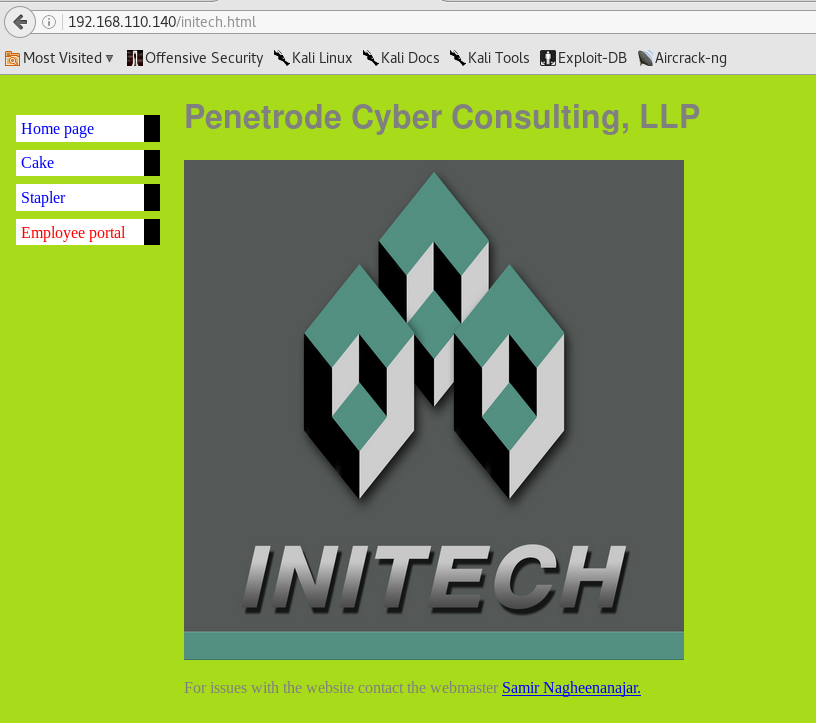 192.168.110.140/initech.html
Most Visited Offensive Security Kali Linux Kali Docs Kali Tools Exploit-DB Aircrack-ng
Penetrode Cyber Consulting, LLP
Home page
Cake
Stapler
Employee portal
INITECH
For issues with the website contact the webmaster Samir Nagheenanajar.